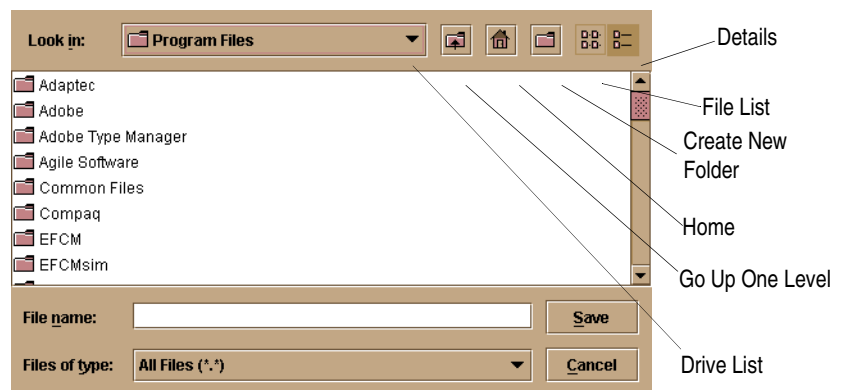 Look in:
Program Files
Details
Adaptec
Adobe
File List
Adobe Type Manager
Create New
Folder
Agile Software
Common Files
Compaq
Home
EFCM
EFCMsim
Go Up One Level
File name:
Save
Files of type:
All Files (*.*)
Cancel
Drive List